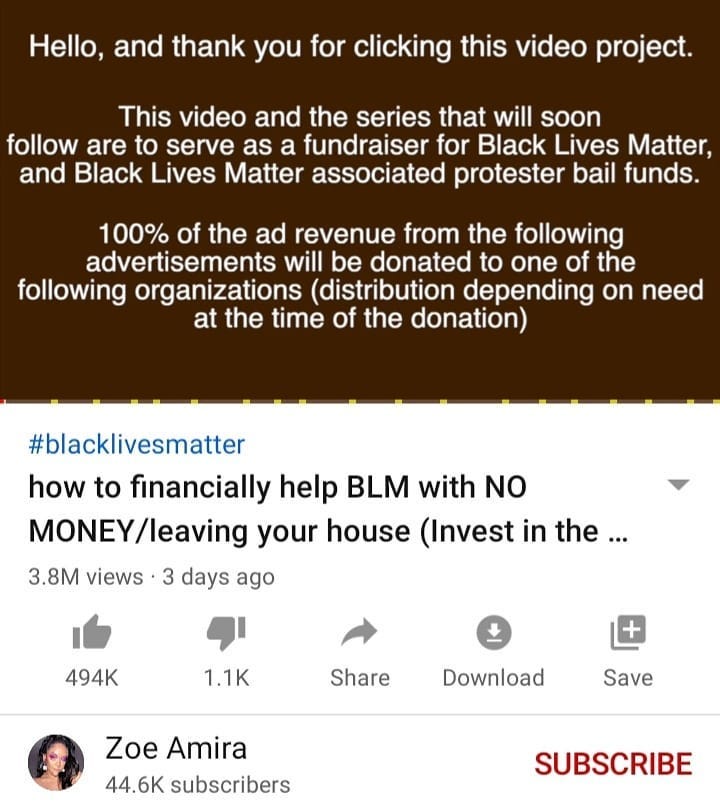 Hello, and thank you for clicking this video project.
This video and the series that will soon
follow are to serve as a fundraiser for Black Lives Matter,
and Black Lives Matter associated protester bail funds.
100% of the ad revenue from the following
advertisements will be donated to one of the
following organizations (distribution depending on need
at the time of the donation)
#blacklivesmatter
how to financially help BLM with NO
MONEY/leaving your house (Invest in the ...
3.8M views · 3 days ago
494K
1.1K
Share
Download
Save
Zoe Amira
44.6K subscribers
SUBSCRIBE